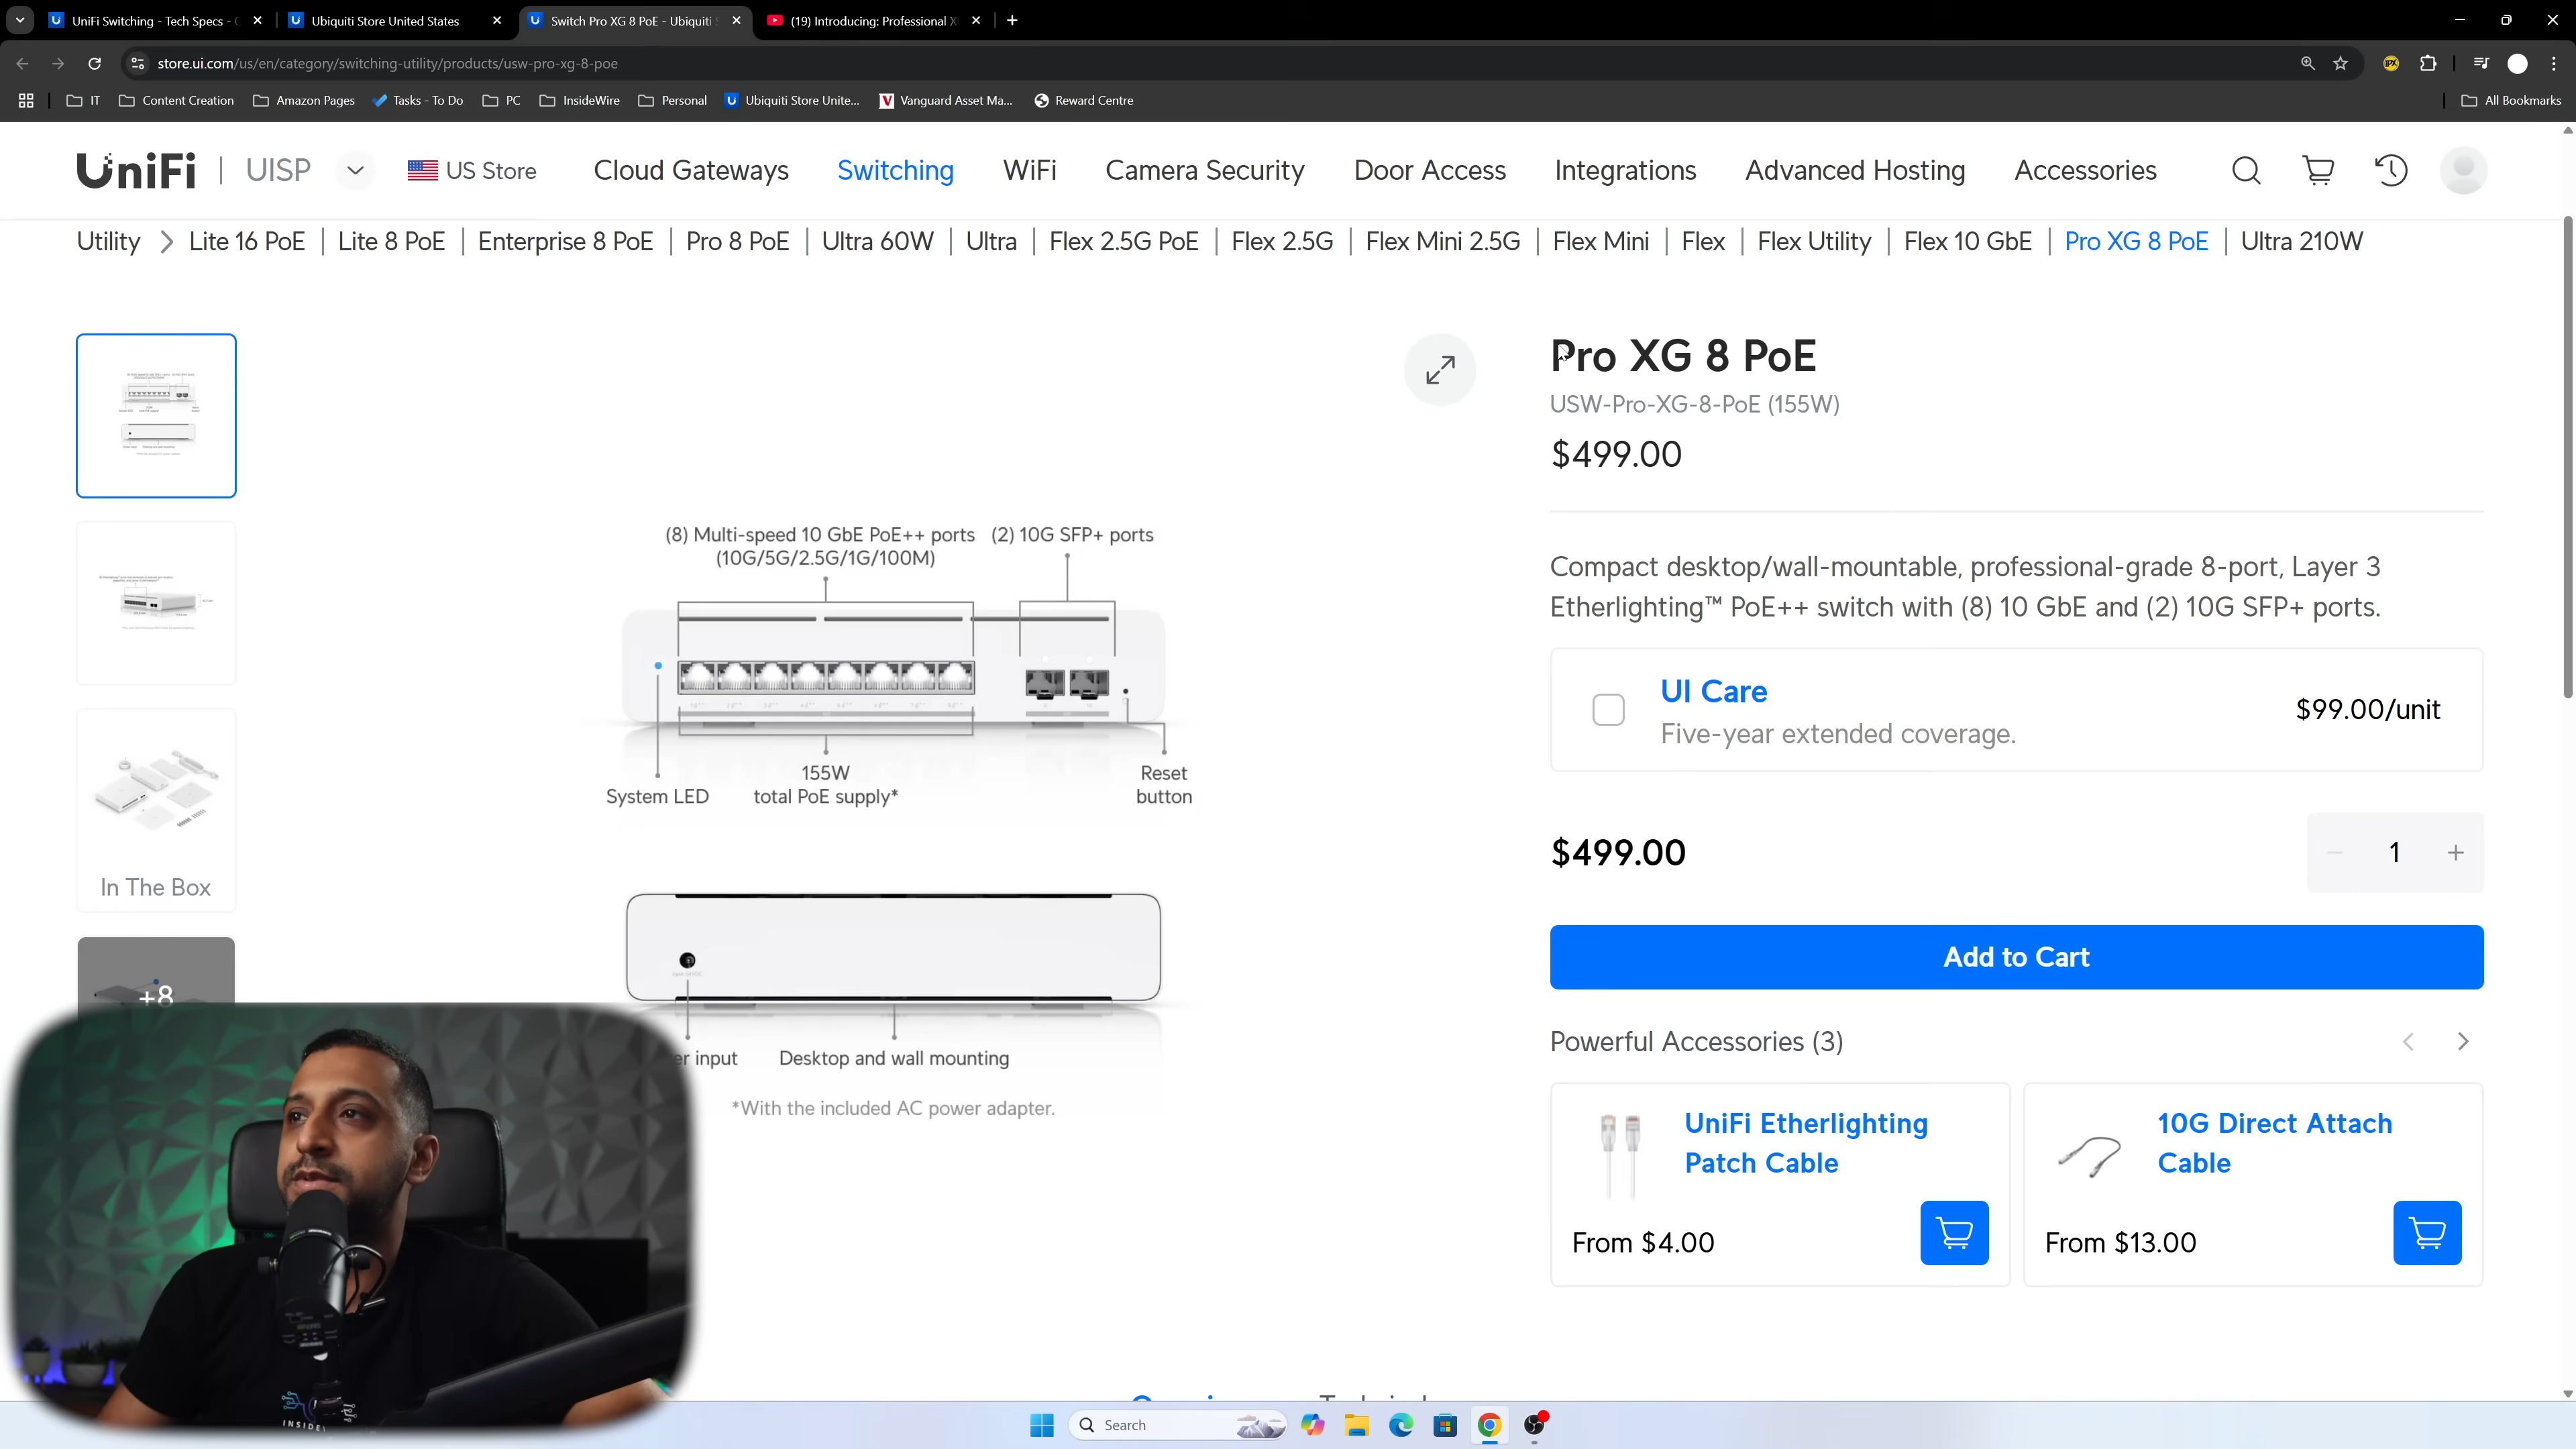 UniFi Switching - Tech Specs -
Ubiquiti Store United States
Switch Pro XG 8 PoE - Ubiquiti
(19) Introducing: Professional X
store.ui.com/us/en/category/switching-utility/products/usw-pro-xg-8-poe
IT
Content Creation
Amazon Pages
Tasks - To Do
PC
InsideWire
Personal
Ubiquiti Store Unite...
Vanguard Asset Ma...
Reward Centre
All Bookmarks
UniFi | UISP
US Store
Cloud Gateways
Switching
WiFi
Camera Security
Door Access
Integrations
Advanced Hosting
Accessories
Utility > Lite 16 PoE | Lite 8 PoE | Enterprise 8 PoE | Pro 8 PoE | Ultra 60W | Ultra | Flex 2.5G PoE | Flex 2.5G | Flex Mini 2.5G | Flex Mini | Flex | Flex Utility | Flex 10 GbE | Pro XG 8 PoE | Ultra 210W
In The Box
+8
(8) Multi-speed 10 GbE PoE++ ports
(10G/5G/2.5G/1G/100M)
(2) 10G SFP+ ports
System LED
155W
total PoE supply*
Reset
button
er input
Desktop and wall mounting
*With the included AC power adapter.
Pro XG 8 PoE
USW-Pro-XG-8-PoE (155W)
$499.00
Compact desktop/wall-mountable, professional-grade 8-port, Layer 3
Etherlighting™ PoE++ switch with (8) 10 GbE and (2) 10G SFP+ ports.
UI Care
Five-year extended coverage.
$99.00/unit
$499.00
1
Add to Cart
Powerful Accessories (3)
UniFi Etherlighting
Patch Cable
From $4.00
10G Direct Attach
Cable
From $13.00
Search